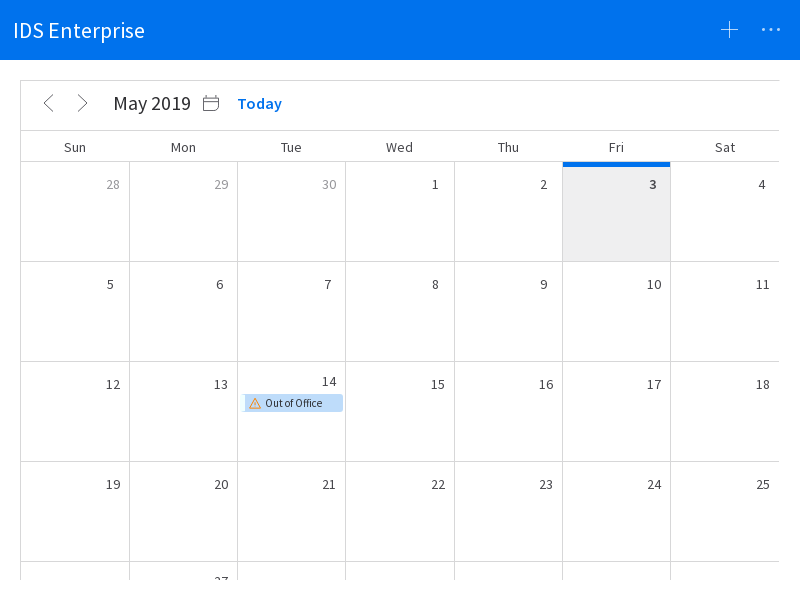 IDS Enterprise
May 2019 Today
Sun Mon Tue Wed Thu Fri Sat
28 29 30 1 2 3 4
5 6 7 8 9 10 11
12 13 14 15 16 17 18
Out of Office
19 20 21 22 23 24 25
27